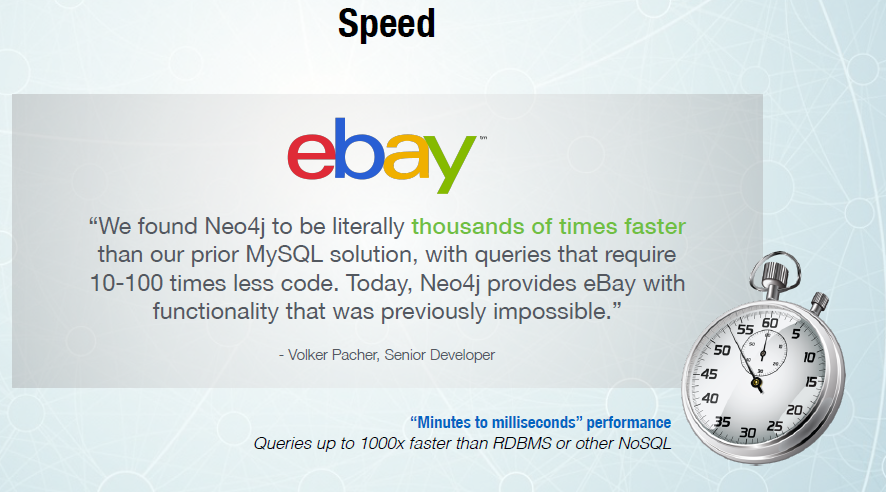 Speed
ebay™
“We found Neo4j to be literally thousands of times faster
than our prior MySQL solution, with queries that require
10-100 times less code. Today, Neo4j provides eBay with
functionality that was previously impossible.”
- Volker Pacher, Senior Developer
“Minutes to milliseconds” performance
Queries up to 1000x faster than RDBMS or other NoSQL
60
5
10
15
20
25
30
35
40
45
50
55